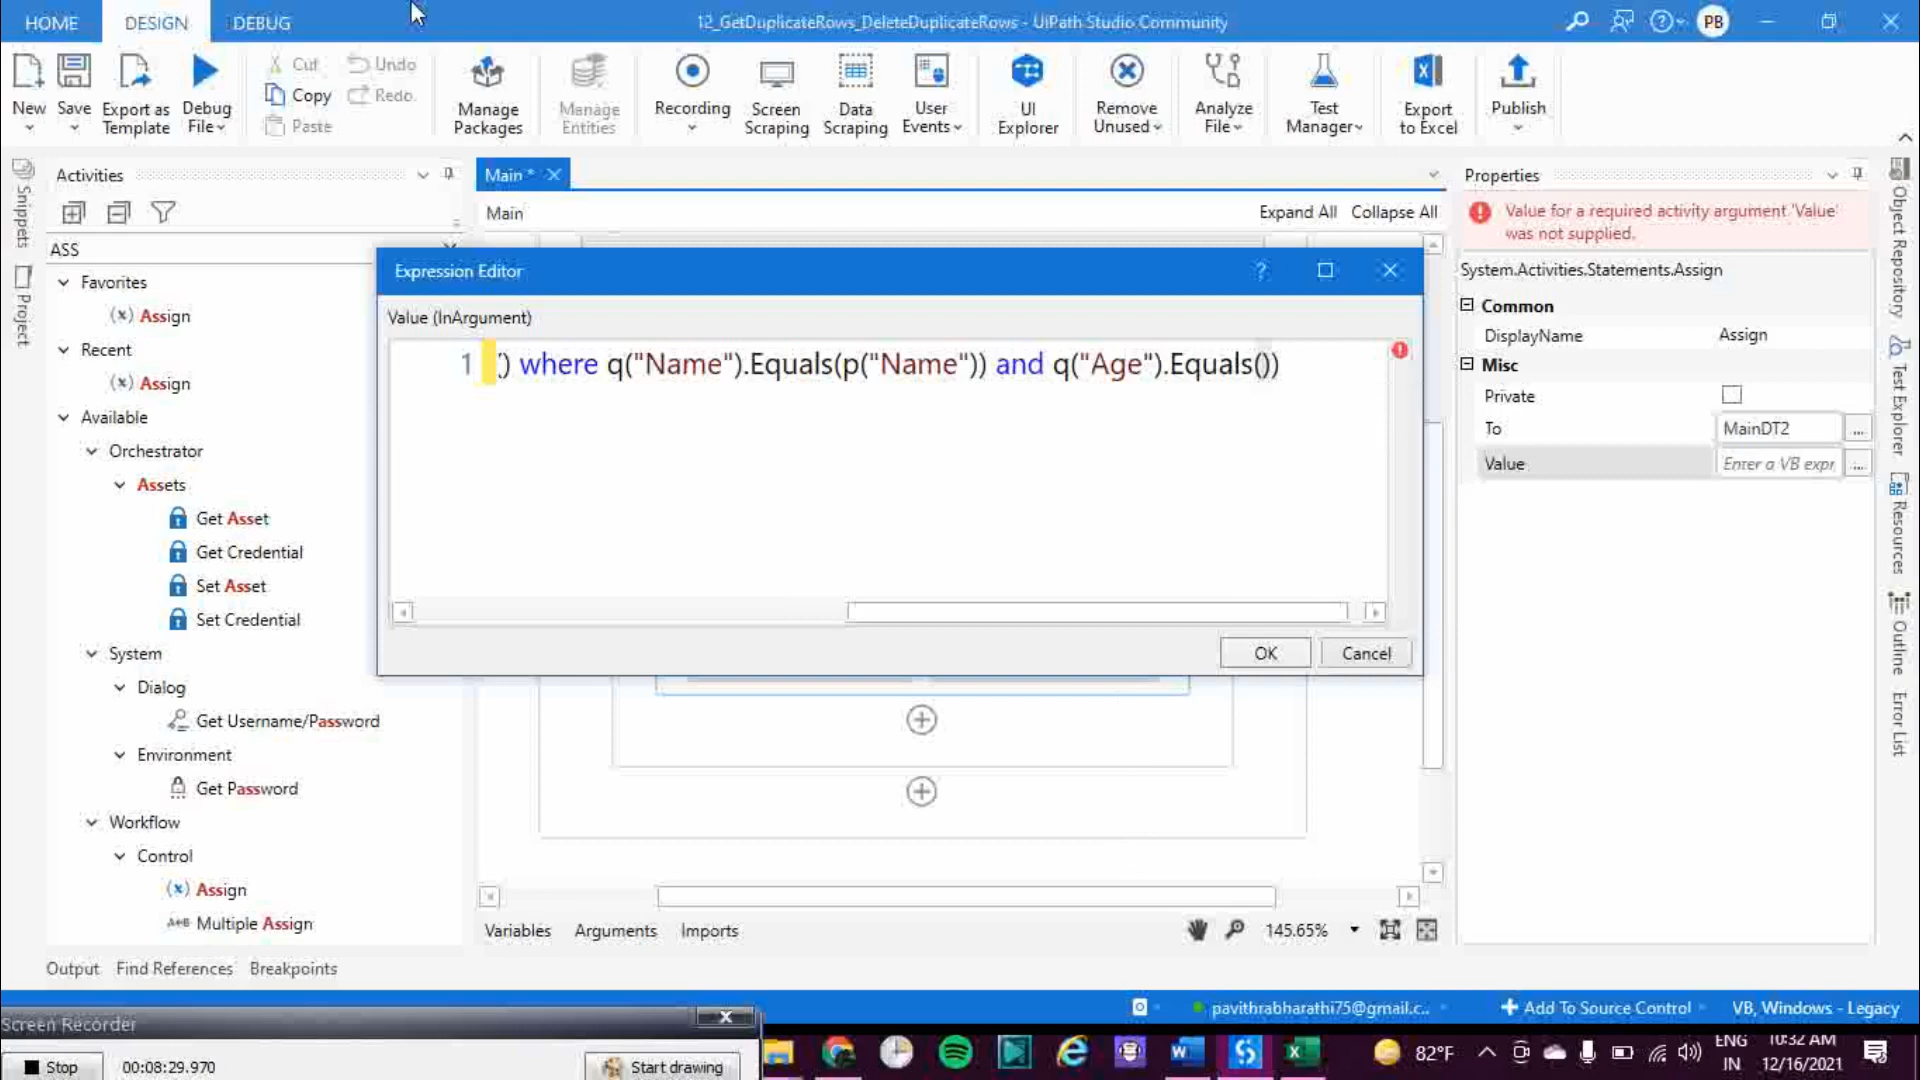 HOME
DESIGN
DEBUG
12_GetDuplicateRows_DeleteDuplicateRows - UiPath Studio Community
PB
New
Save
Export as
Template
Debug
File
Cut
Copy
Paste
Undo
Redo
Manage
Packages
Manage
Entities
Recording
Screen
Scraping
Data
Scraping
User
Events
UI
Explorer
Remove
Unused
Analyze
File
Test
Manager
Export
to Excel
Publish
Snippets
Project
Activities
ASS
Favorites
Assign
Recent
Assign
Available
Orchestrator
Assets
Get Asset
Get Credential
Set Asset
Set Credential
System
Dialog
Get Username/Password
Environment
Get Password
Workflow
Control
Assign
A+B Multiple Assign
Main *
Main
Expand All Collapse All
Expression Editor
?
Value (InArgument)
1 () where q("Name").Equals(p("Name")) and q("Age").Equals())
OK
Cancel
Variables
Arguments
Imports
145.65%
Properties
Value for a required activity argument 'Value'
was not supplied.
System.Activities.Statements.Assign
Common
DisplayName Assign
Misc
Private
To MainDT2 ...
Value Enter a VB expr ...
Object Repository
Test Explorer
Resources
Outline
Error List
Output
Find References
Breakpoints
pavithrabharathi75@gmail.c..
Add To Source Control
VB, Windows - Legacy
Screen Recorder
Stop
00:08:29.970
Start drawing
82°F
ENG
IN
10:32 AM
12/16/2021